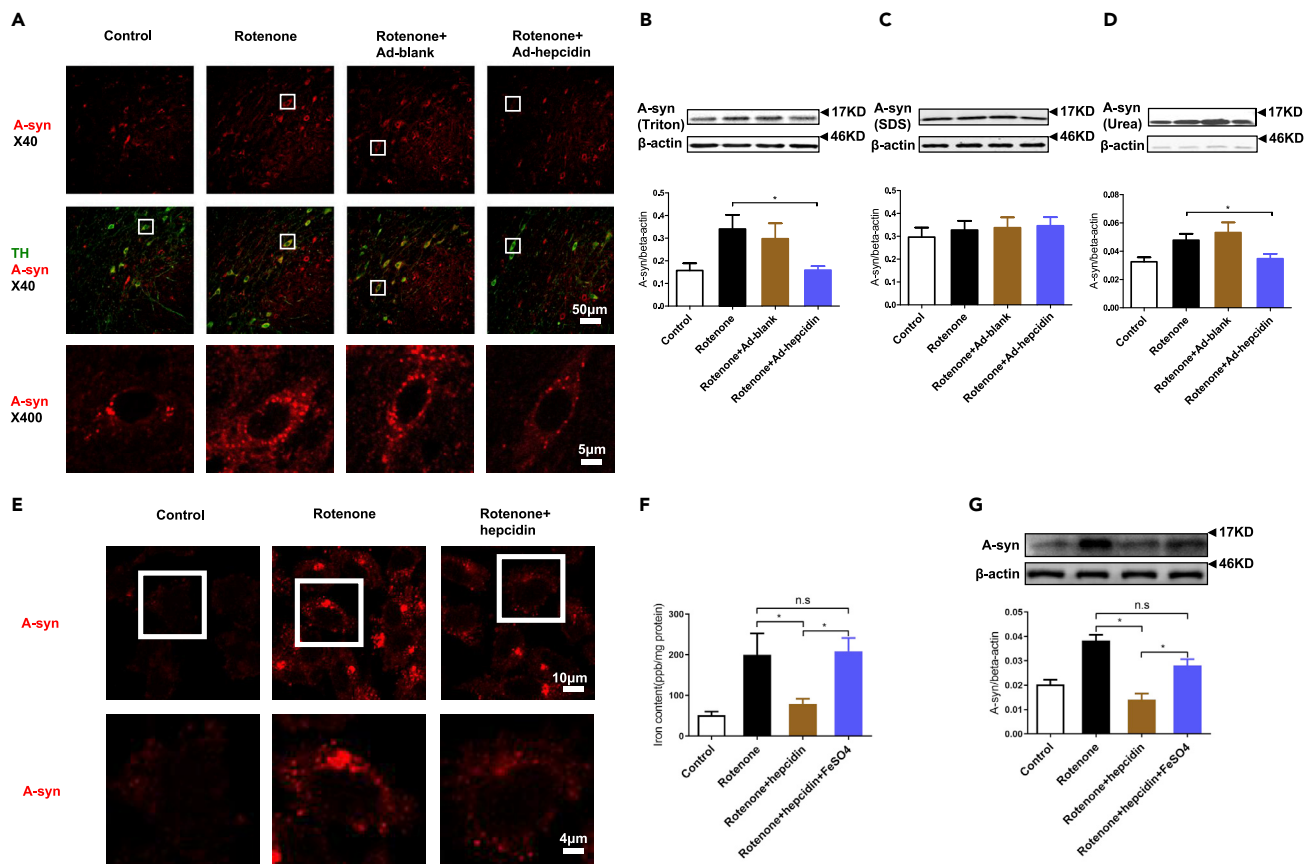 A
Control
Rotenone
Rotenone+
Ad-blank
Rotenone+
Ad-hepcidin
A-syn
X40
TH
A-syn
X40
50µm
A-syn
X400
5µm
B
A-syn
(Triton)
17KD
β-actin
46KD
A-syn/beta-actin
0.6
0.4
0.3
0.2
0.1
0.0
*
Control
Rotenone
Rotenone+Ad-blank
Rotenone+Ad-hepcidin
C
A-syn
(SDS)
17KD
β-actin
46KD
A-syn/beta-actin
0.5
0.4
0.3
0.2
0.1
0.0
Control
Rotenone
Rotenone+Ad-blank
Rotenone+Ad-hepcidin
D
A-syn
(Urea)
17KD
β-actin
46KD
A-syn/beta-actin
0.08
0.06
0.04
0.02
0.00
*
Control
Rotenone
Rotenone+Ad-blank
Rotenone+Ad-hepcidin
E
Control
Rotenone
Rotenone+
hepcidin
A-syn
10µm
A-syn
4µm
F
Iron content(ppb/mg protein)
300
200
100
0
n.s
*
*
Control
Rotenone
Rotenone+hepcidin
Rotenone+hepcidin+FeSO4
G
A-syn
17KD
β-actin
46KD
A-syn/beta-actin
0.05
0.04
0.03
0.02
0.01
0.00
n.s
*
*
Control
Rotenone
Rotenone+hepcidin
Rotenone+hepcidin+FeSO4